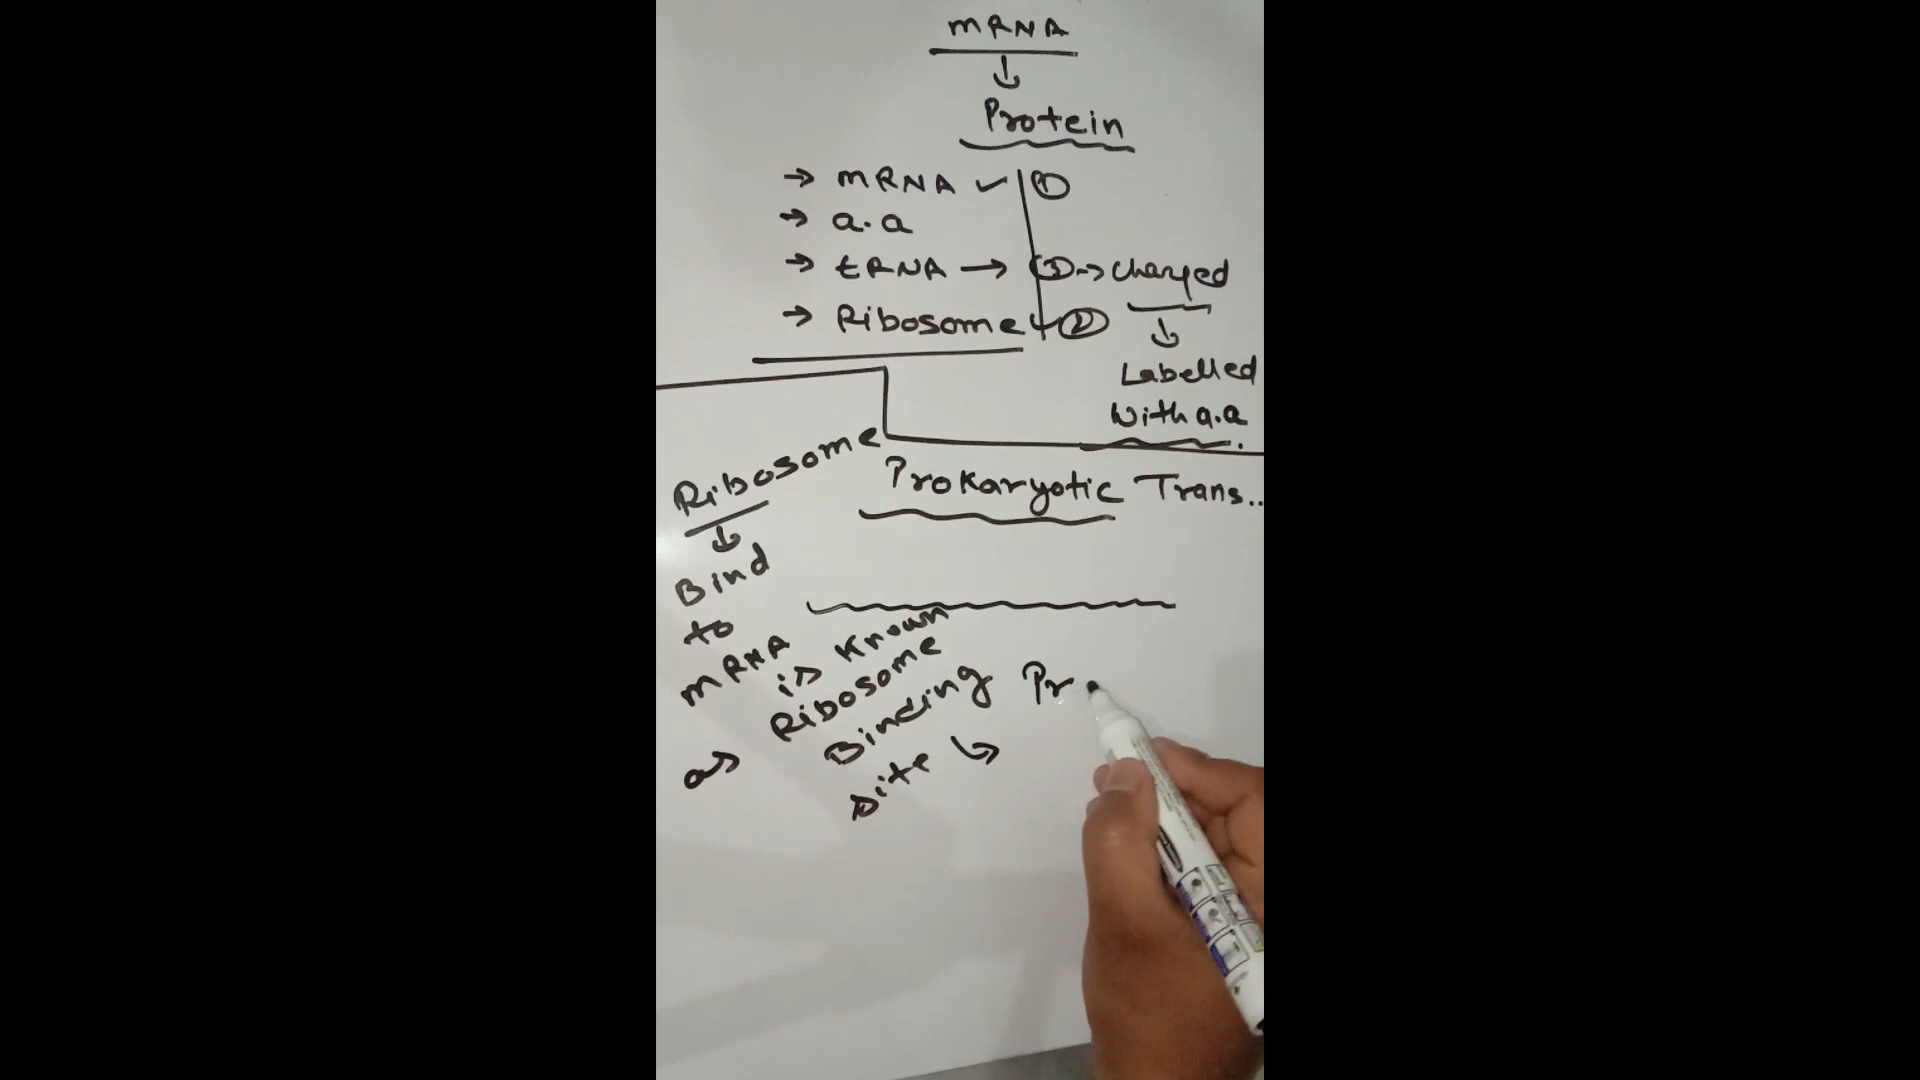 mRNA
↓
Protein
→ mRNA ✓ ①
→ a.a
→ tRNA → ③ → charged
→ Ribosome ②
↓
Labelled
with a.a.
Ribosome
↓
Bind
to
mRNA
is known
as Ribosome
Binding
site ↳
Prokaryotic Trans..
Pr